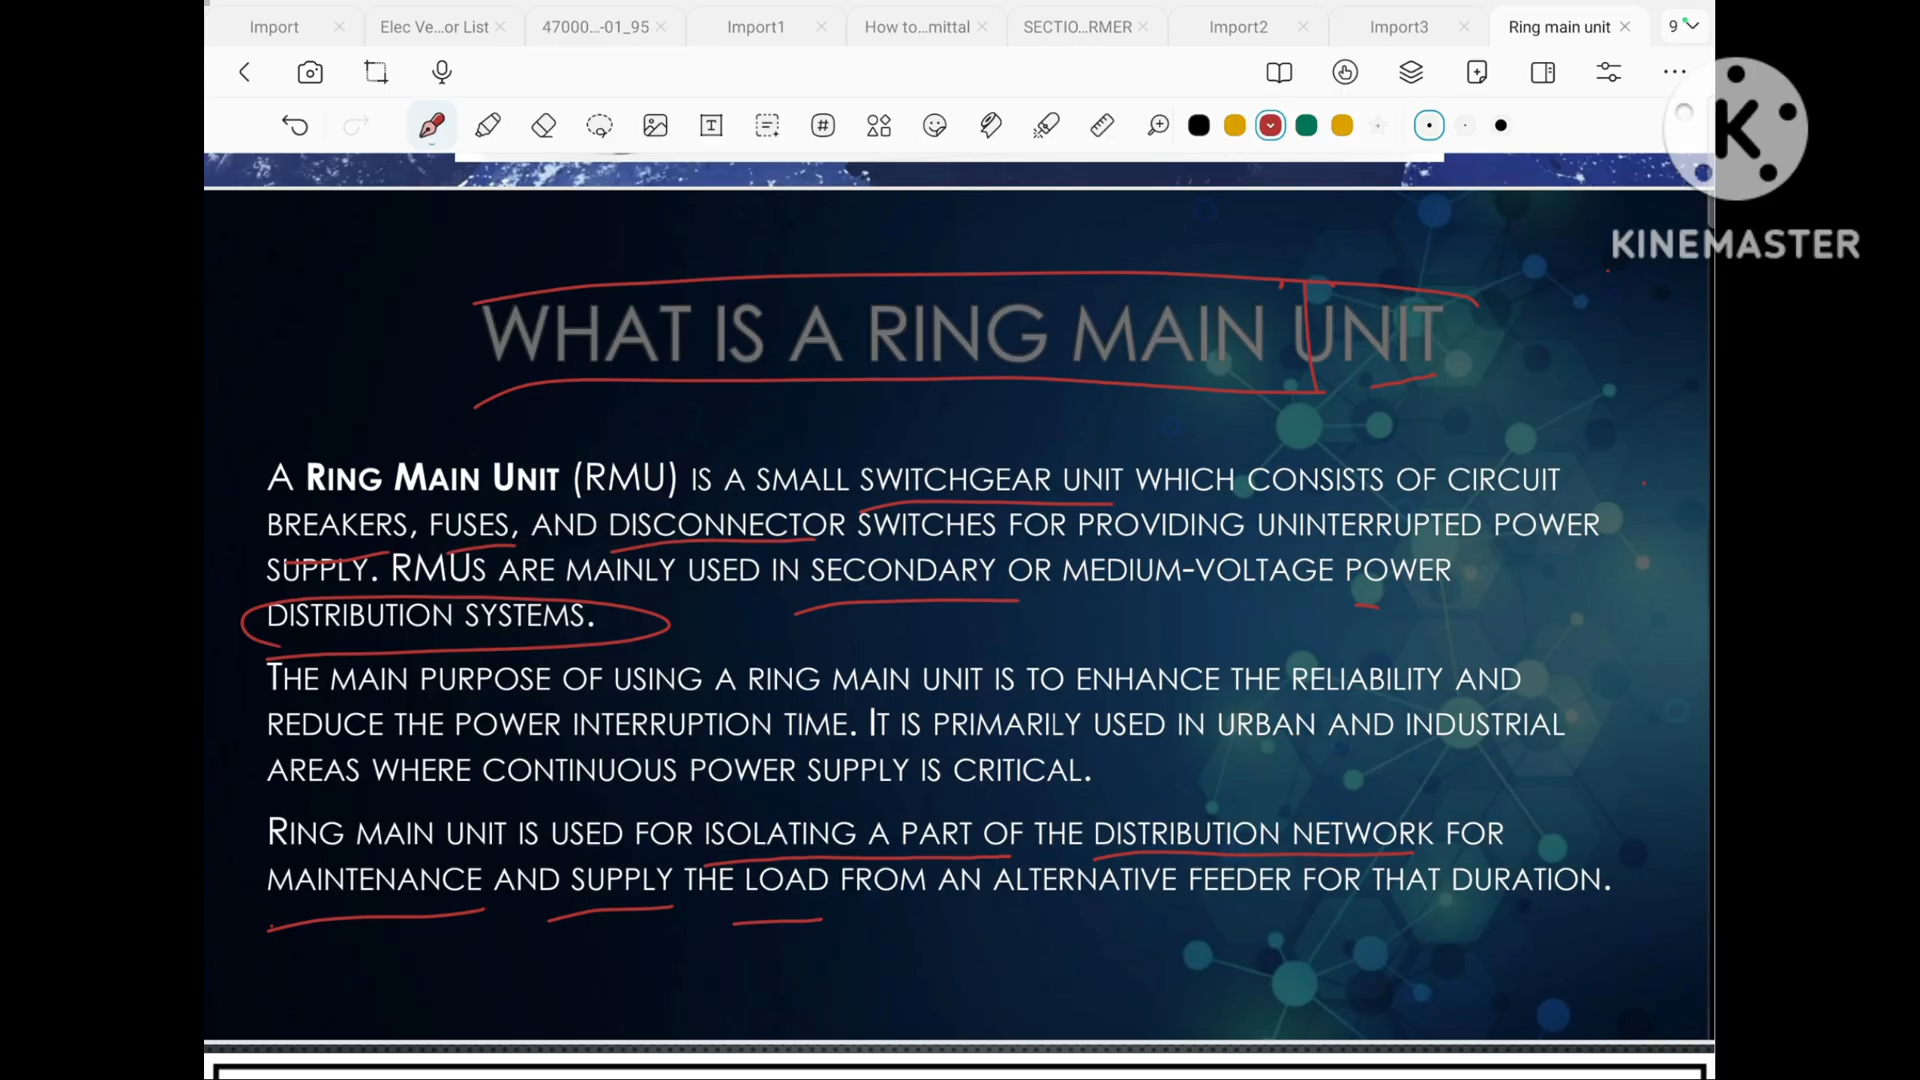 Import
Elec Ve...or List
47000...-01_95
Import1
How to...mittal
SECTIO...RMER
Import2
Import3
Ring main unit
9
K
KINEMASTER
WHAT IS A RING MAIN UNIT
A RING MAIN UNIT (RMU) IS A SMALL SWITCHGEAR UNIT WHICH CONSISTS OF CIRCUIT
BREAKERS, FUSES, AND DISCONNECTOR SWITCHES FOR PROVIDING UNINTERRUPTED POWER
SUPPLY. RMUS ARE MAINLY USED IN SECONDARY OR MEDIUM-VOLTAGE POWER
DISTRIBUTION SYSTEMS.
THE MAIN PURPOSE OF USING A RING MAIN UNIT IS TO ENHANCE THE RELIABILITY AND
REDUCE THE POWER INTERRUPTION TIME. IT IS PRIMARILY USED IN URBAN AND INDUSTRIAL
AREAS WHERE CONTINUOUS POWER SUPPLY IS CRITICAL.
RING MAIN UNIT IS USED FOR ISOLATING A PART OF THE DISTRIBUTION NETWORK FOR
MAINTENANCE AND SUPPLY THE LOAD FROM AN ALTERNATIVE FEEDER FOR THAT DURATION.